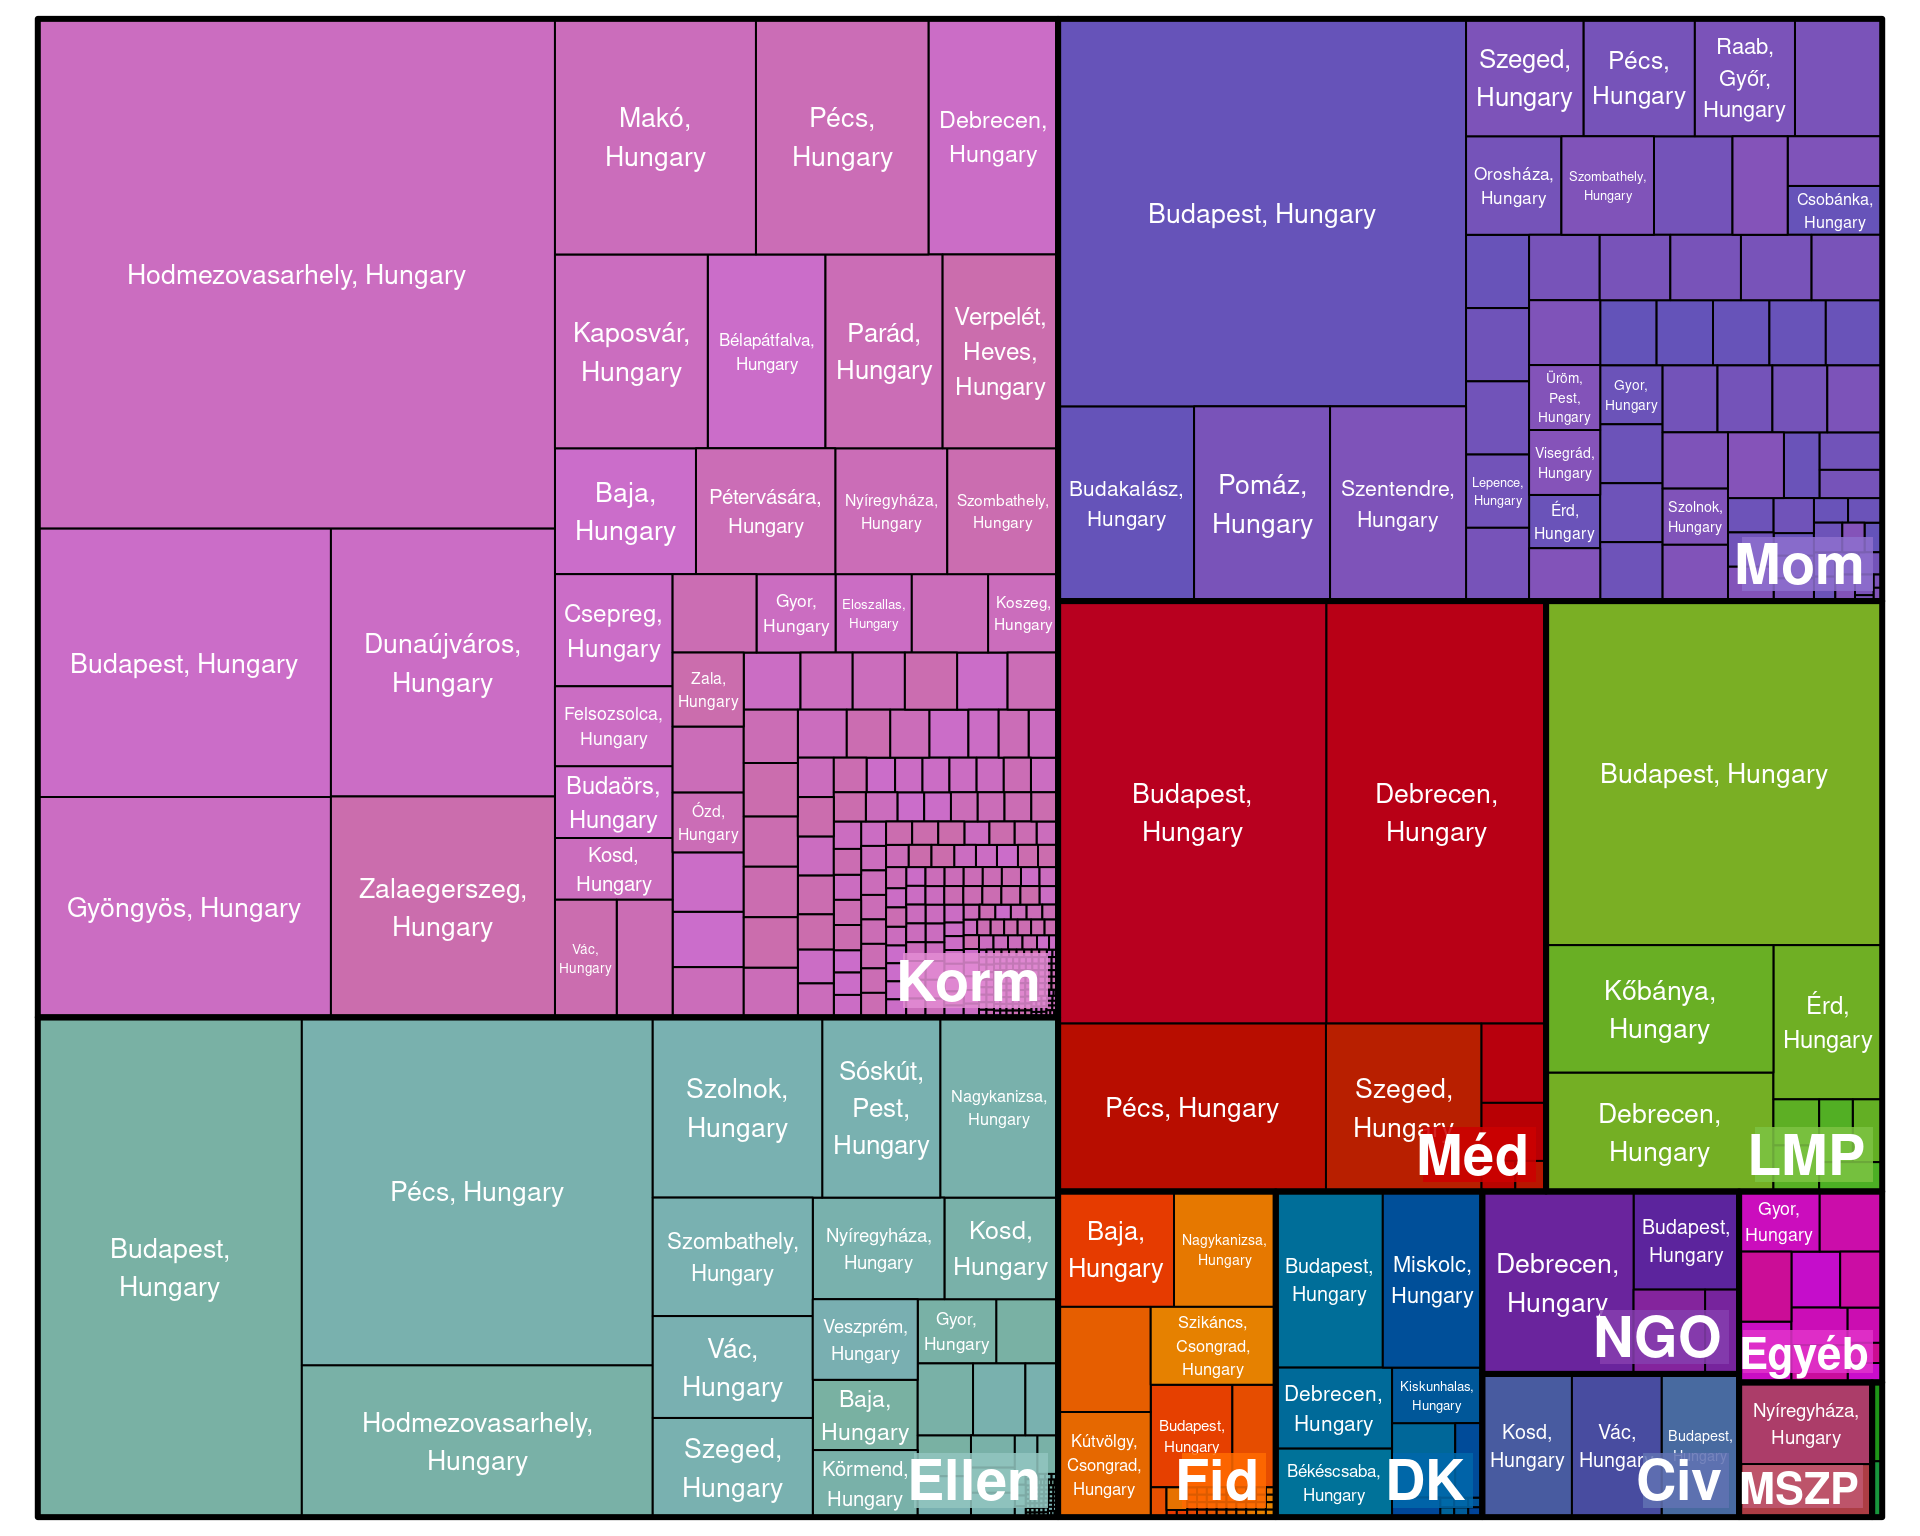 Hodmezovasarhely, Hungary
Makó,
Hungary
Pécs,
Hungary
Debrecen,
Hungary
Kaposvár,
Hungary
Bélapátfalva,
Hungary
Parád,
Hungary
Verpelét,
Heves,
Hungary
Baja,
Hungary
Pétervására,
Hungary
Nyíregyháza,
Hungary
Szombathely,
Hungary
Budapest, Hungary
Dunaújváros,
Hungary
Gyöngyös, Hungary
Zalaegerszeg,
Hungary
Csepreg,
Hungary
Gyor,
Hungary
Eloszallas,
Hungary
Koszeg,
Hungary
Felsozsolca,
Hungary
Zala,
Hungary
Budaörs,
Hungary
Ózd,
Hungary
Kosd,
Hungary
Vác,
Hungary
Korm
Budapest, Hungary
Szeged,
Hungary
Pécs,
Hungary
Raab,
Győr,
Hungary
Orosháza,
Hungary
Szombathely,
Hungary
Csobánka,
Hungary
Budakalász,
Hungary
Pomáz,
Hungary
Szentendre,
Hungary
Üröm,
Pest,
Hungary
Gyor,
Hungary
Visegrád,
Hungary
Lepence,
Hungary
Érd,
Hungary
Szolnok,
Hungary
Mom
Budapest,
Hungary
Debrecen,
Hungary
Pécs, Hungary
Szeged,
Hungary
Méd
Budapest, Hungary
Kőbánya,
Hungary
Érd,
Hungary
Debrecen,
Hungary
LMP
Budapest,
Hungary
Pécs, Hungary
Hodmezovasarhely,
Hungary
Szolnok,
Hungary
Sóskút,
Pest,
Hungary
Nagykanizsa,
Hungary
Szombathely,
Hungary
Nyíregyháza,
Hungary
Kosd,
Hungary
Vác,
Hungary
Veszprém,
Hungary
Gyor,
Hungary
Baja,
Hungary
Szeged,
Hungary
Körmend,
Hungary
Ellen
Baja,
Hungary
Nagykanizsa,
Hungary
Szikáncs,
Csongrad,
Hungary
Kútvölgy,
Csongrad,
Hungary
Budapest,
Hungary
Fid
Budapest,
Hungary
Miskolc,
Hungary
Debrecen,
Hungary
Kiskunhalas,
Hungary
Békéscsaba,
Hungary
DK
Debrecen,
Hungary
Budapest,
Hungary
NGO
Kosd,
Hungary
Vác,
Hungary
Budapest,
Hungary
Civ
Gyor,
Hungary
Egyéb
Nyíregyháza,
Hungary
MSZP